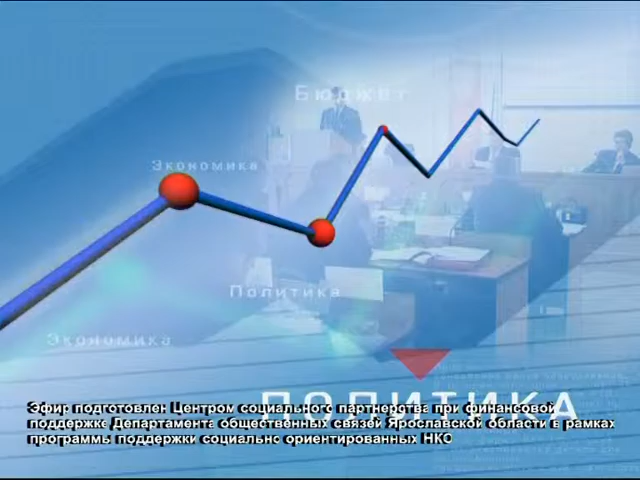 Бюджет
Экономика
Политика
Экономика
ПОЛИТИКА
Эфир подготовлен Центром социального партнерства при финансовой
поддержке Департамента общественных связей Ярославской области в рамках
программы поддержки социально ориентированных НКО